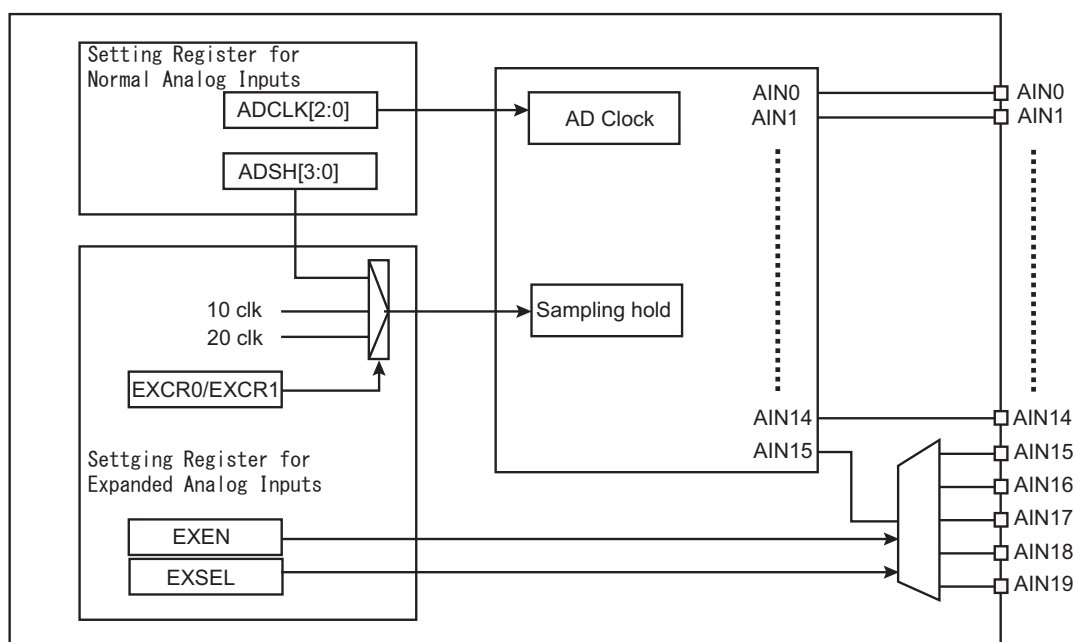 Setting Register for
Normal Analog Inputs
ADCLK[2:0]
ADSH[3:0]
10 clk
20 clk
EXCR0/EXCR1
Settging Register for
Expanded Analog Inputs
EXEN
EXSEL
AD Clock
Sampling hold
AIN0
AIN1
AIN14
AIN15
AIN0
AIN1
AIN14
AIN15
AIN16
AIN17
AIN18
AIN19